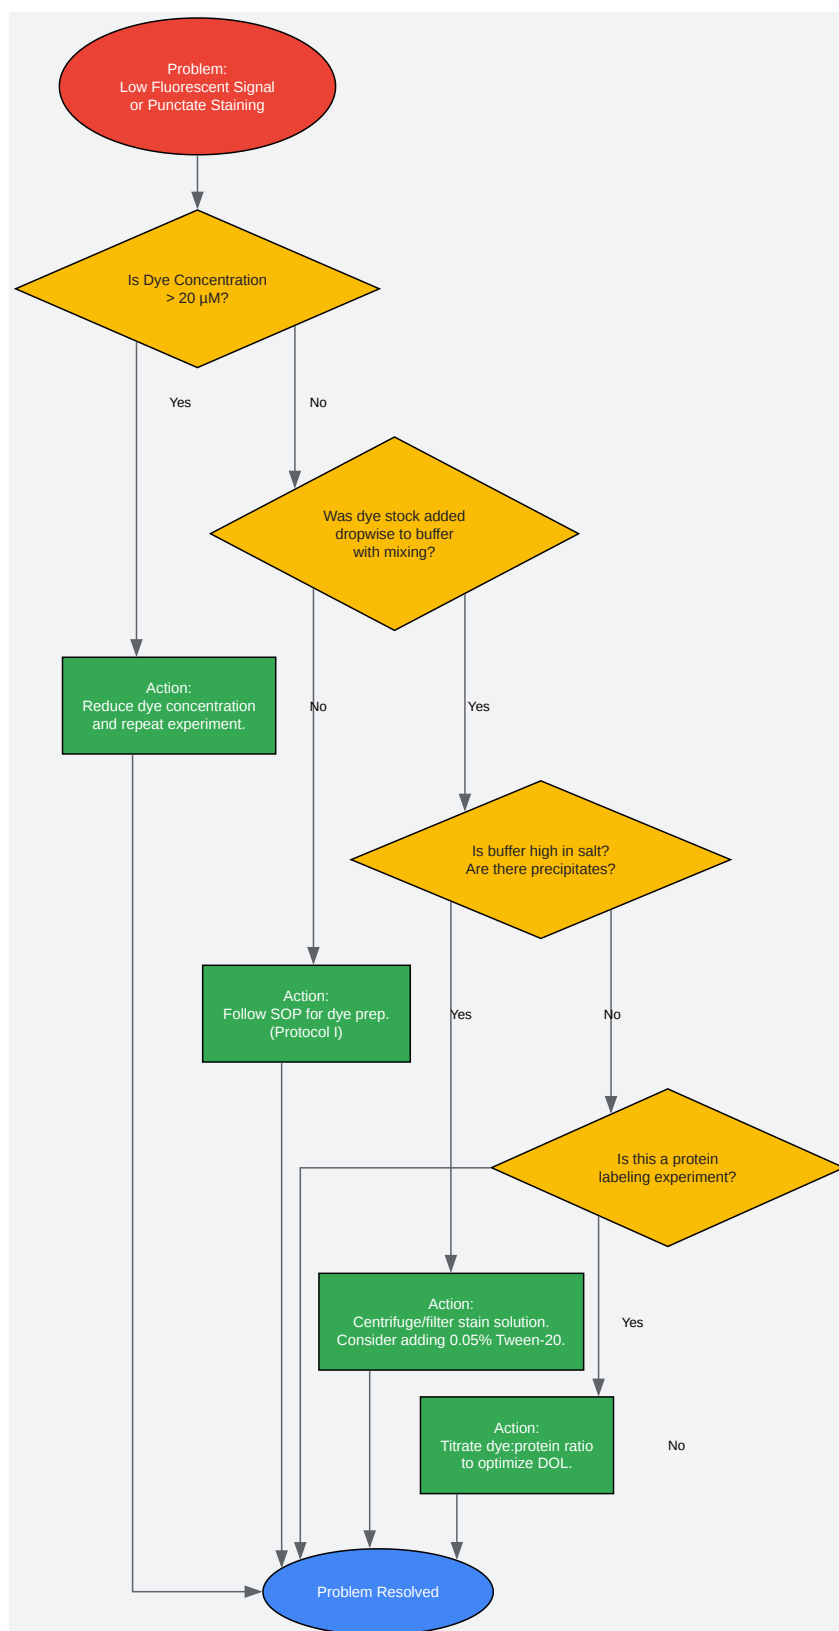 Problem:
Low Fluorescent Signal
or Punctate Staining
Is Dye Concentration
> 20 µM?
Yes
No
Was dye stock added
dropwise to buffer
with mixing?
Action:
Reduce dye concentration
and repeat experiment.
No
Yes
Is buffer high in salt?
Are there precipitates?
Action:
Follow SOP for dye prep.
(Protocol I)
Yes
No
Is this a protein
labeling experiment?
Action:
Centrifuge/filter stain solution.
Consider adding 0.05% Tween-20.
Yes
Action:
Titrate dye:protein ratio
to optimize DOL.
No
Problem Resolved